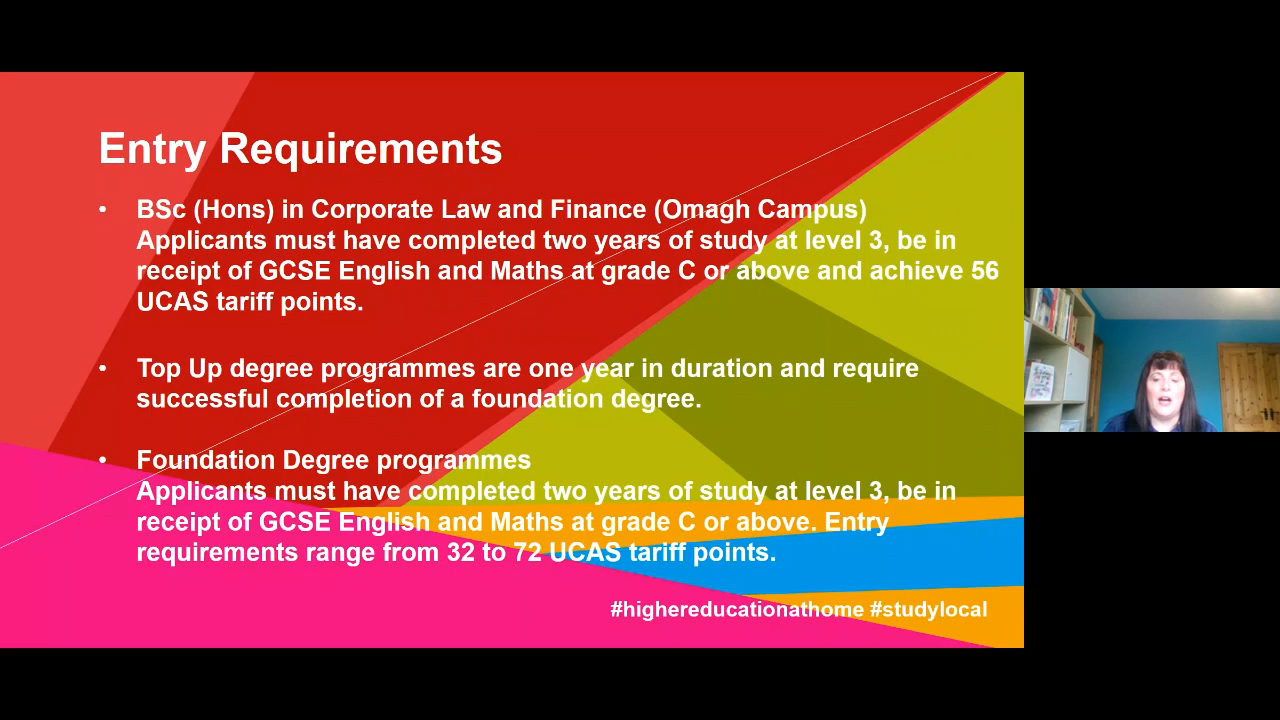 Entry Requirements
• BSc (Hons) in Corporate Law and Finance (Omagh Campus)
Applicants must have completed two years of study at level 3, be in
receipt of GCSE English and Maths at grade C or above and achieve 56
UCAS tariff points.
• Top Up degree programmes are one year in duration and require
successful completion of a foundation degree.
• Foundation Degree programmes
Applicants must have completed two years of study at level 3, be in
receipt of GCSE English and Maths at grade C or above. Entry
requirements range from 32 to 72 UCAS tariff points.
#highereducationathome #studylocal